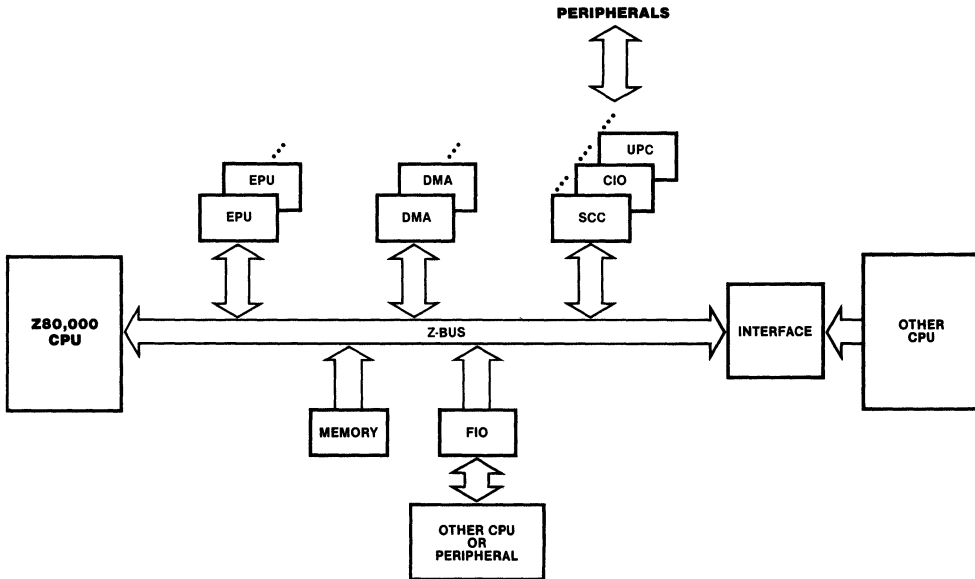 PERIPHERALS
UPC
EPU
DMA
CIO
EPU
DMA
SCC
Z80,000
CPU
Z-BUS
INTERFACE
OTHER
CPU
MEMORY
FIO
OTHER CPU
OR
PERIPHERAL